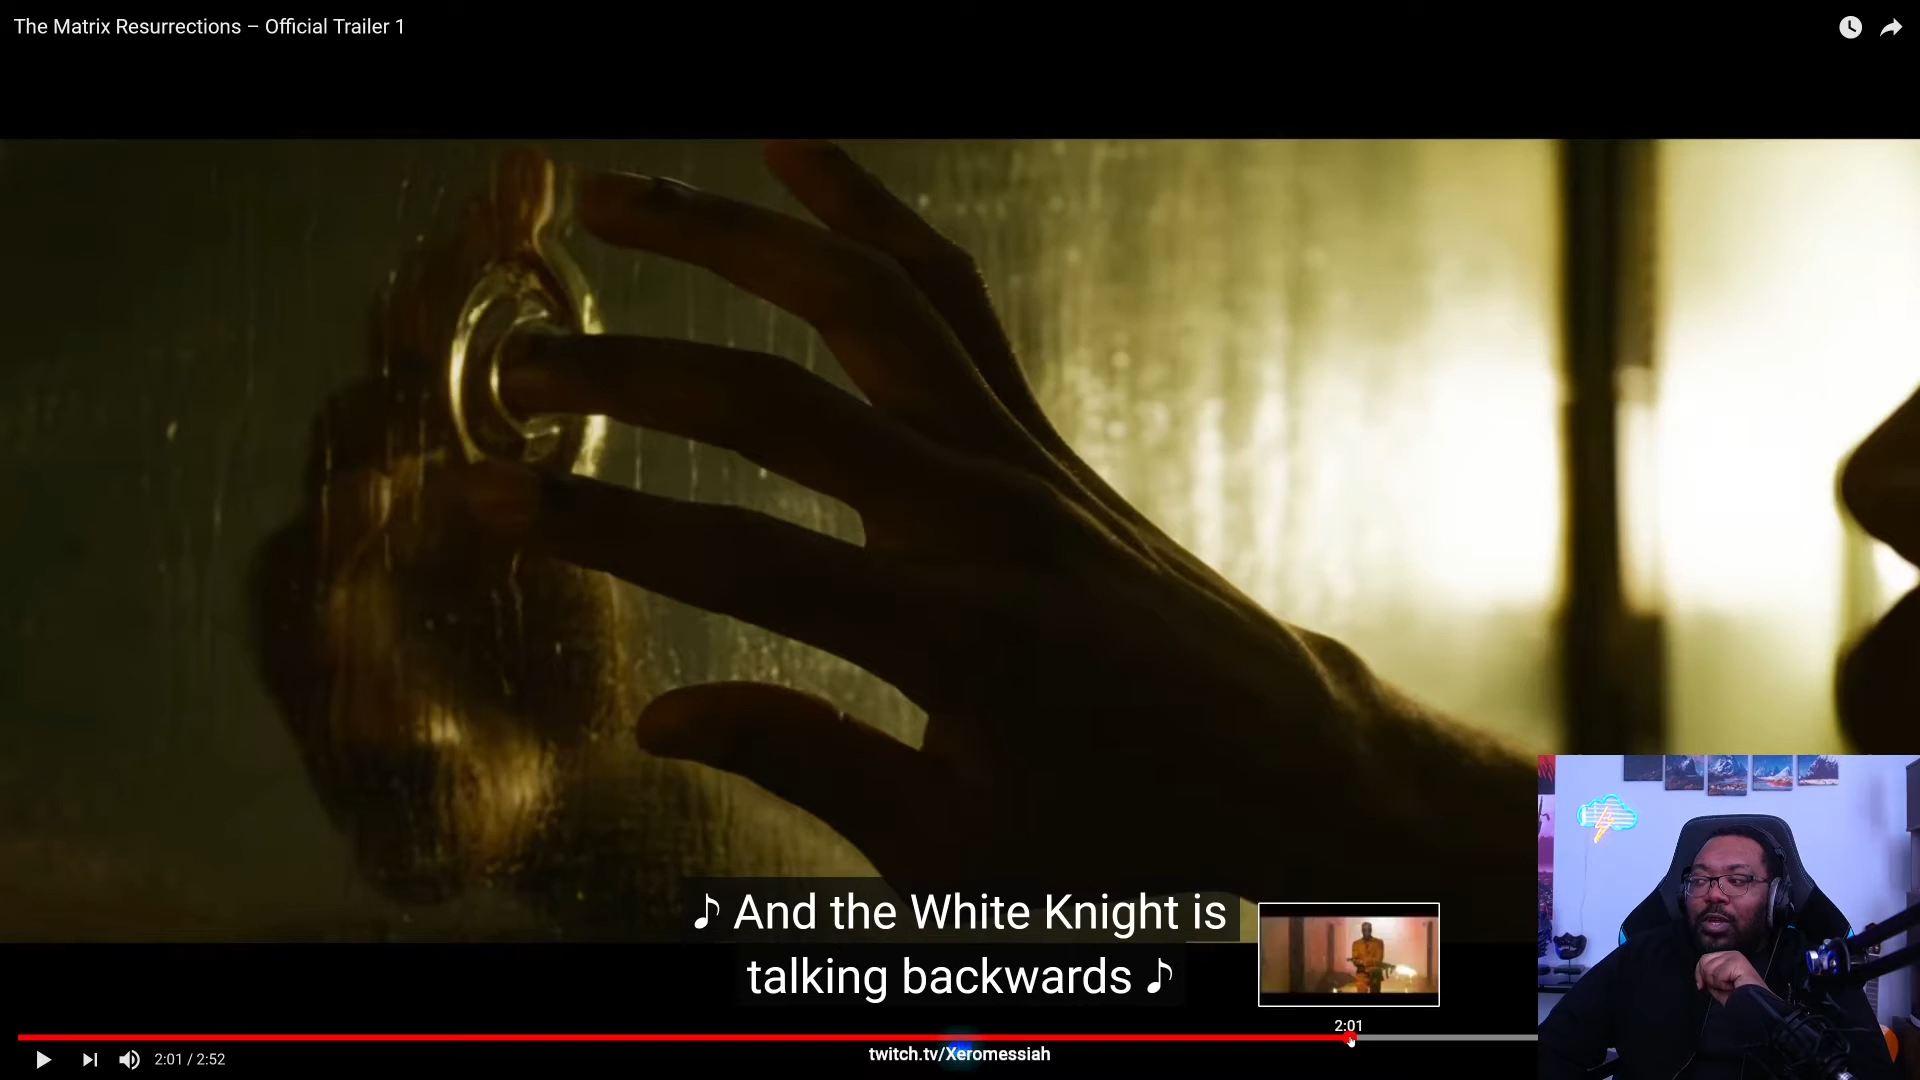 The Matrix Resurrections – Official Trailer 1
♪ And the White Knight is
talking backwards ♪
2:01
2:01 / 2:52
twitch.tv/Xeromessiah